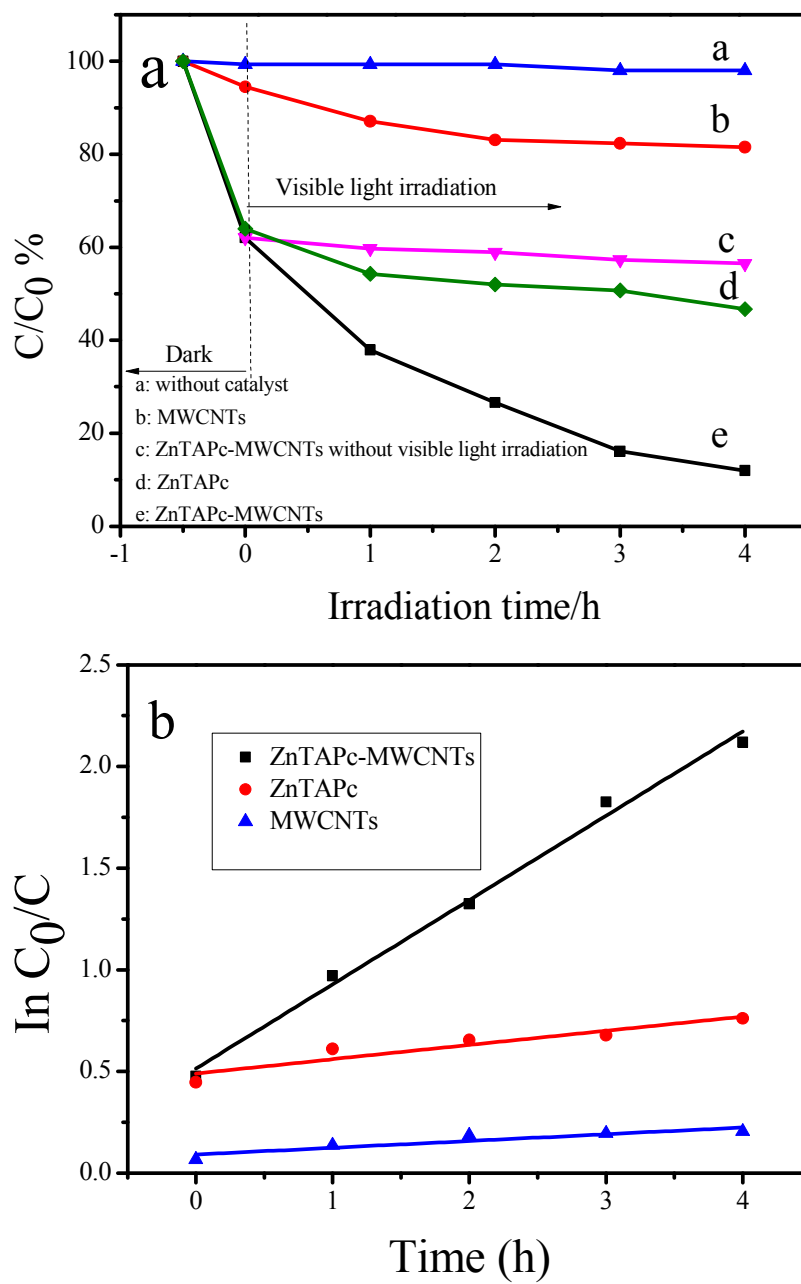 a
C/C0 %
100
80
60
40
20
0
a
b
c
d
e
Visible light irradiation
Dark
a: without catalyst
b: MWCNTs
c: ZnTAPc-MWCNTs without visible light irradiation
d: ZnTAPc
e: ZnTAPc-MWCNTs
-1 0 1 2 3 4
Irradiation time/h
b
In C0/C
2.5
2.0
1.5
1.0
0.5
0.0
ZnTAPc-MWCNTs
ZnTAPc
MWCNTs
0 1 2 3 4
Time (h)